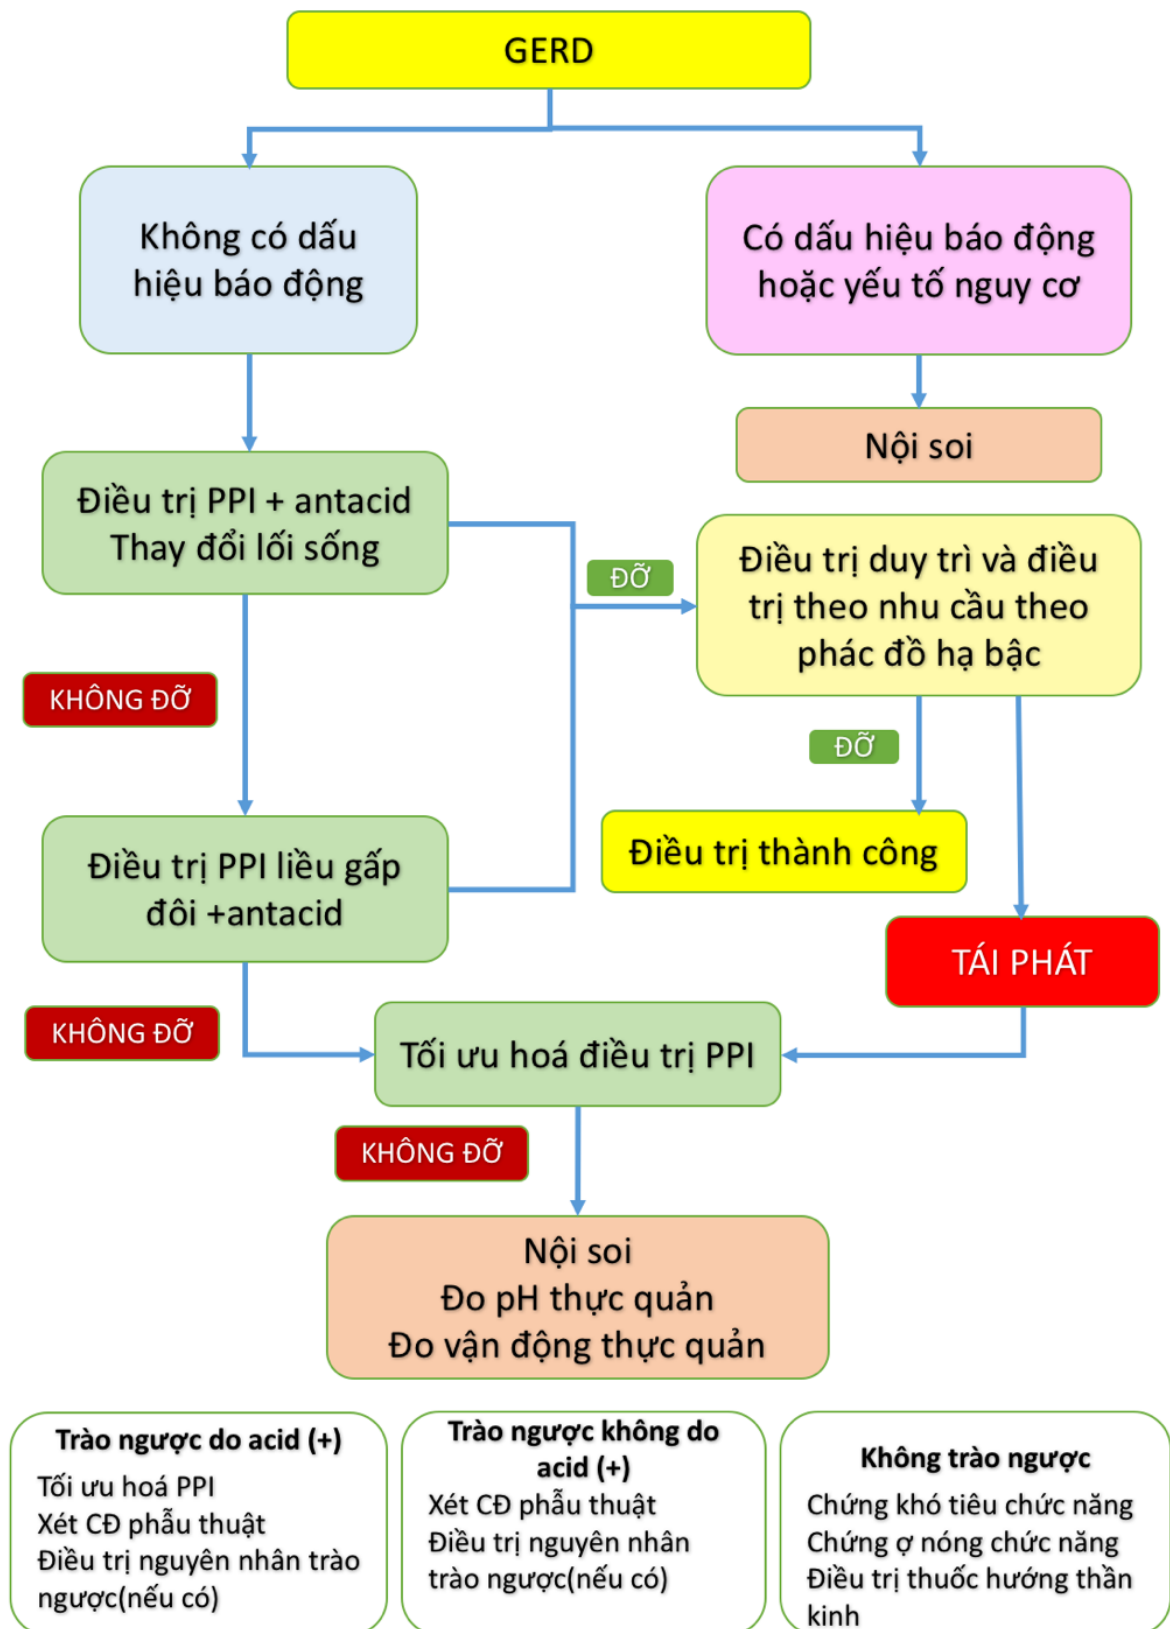 GERD
Không có dấu
hiệu báo động
Có dấu hiệu báo động
hoặc yếu tố nguy cơ
Nội soi
Điều trị PPI + antacid
Thay đổi lối sống
ĐỠ
Điều trị duy trì và điều
trị theo nhu cầu theo
phác đồ hạ bậc
KHÔNG ĐỠ
ĐỠ
Điều trị thành công
Điều trị PPI liều gấp
đôi +antacid
TÁI PHÁT
KHÔNG ĐỠ
Tối ưu hoá điều trị PPI
KHÔNG ĐỠ
Nội soi
Đo pH thực quản
Đo vận động thực quản
Trào ngược do acid (+)
Tối ưu hoá PPI
Xét CĐ phẫu thuật
Điều trị nguyên nhân trào
ngược(nếu có)
Trào ngược không do
acid (+)
Xét CĐ phẫu thuật
Điều trị nguyên nhân
trào ngược(nếu có)
Không trào ngược
Chứng khó tiêu chức năng
Chứng ợ nóng chức năng
Điều trị thuốc hướng thần
kinh